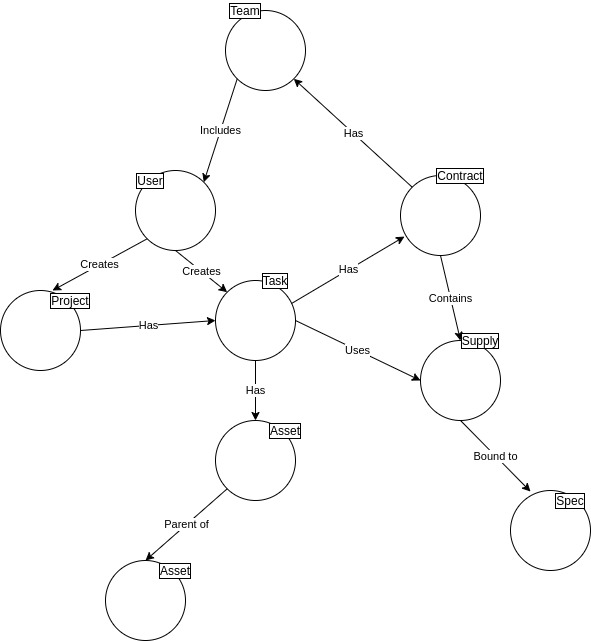 Team
Includes
Has
User
Contract
Creates
Creates
Has
Task
Project
Has
Contains
Uses
Supply
Has
Asset
Bound to
Spec
Parent of
Asset